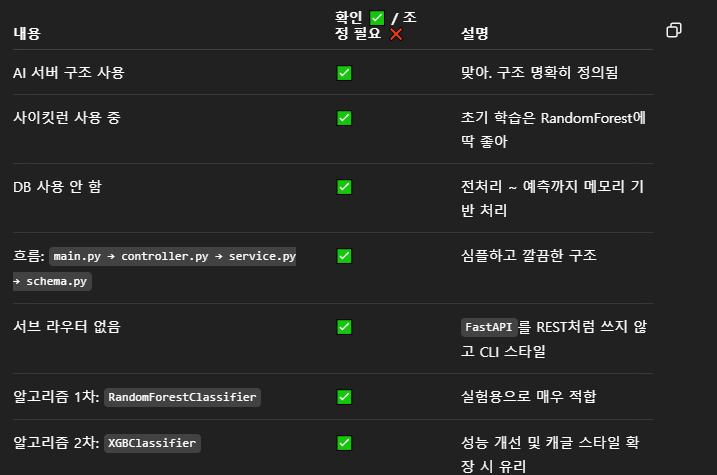 내용 확인 ✅ / 조정 필요 ❌ 설명
AI 서버 구조 사용 ✅ 맞아. 구조 명확히 정의됨
사이킷런 사용 중 ✅ 초기 학습은 RandomForest에
딱 좋아
DB 사용 안 함 ✅ 전처리 ~ 예측까지 메모리 기
반 처리
흐름: main.py → controller.py → service.py ✅ 심플하고 깔끔한 구조
→ schema.py
서브 라우터 없음 ✅ FastAPI를 REST처럼 쓰지 않
고 CLI 스타일
알고리즘 1차: RandomForestClassifier ✅ 실험용으로 매우 적합
알고리즘 2차: XGBClassifier ✅ 성능 개선 및 캐글 스타일 확
장 시 유리